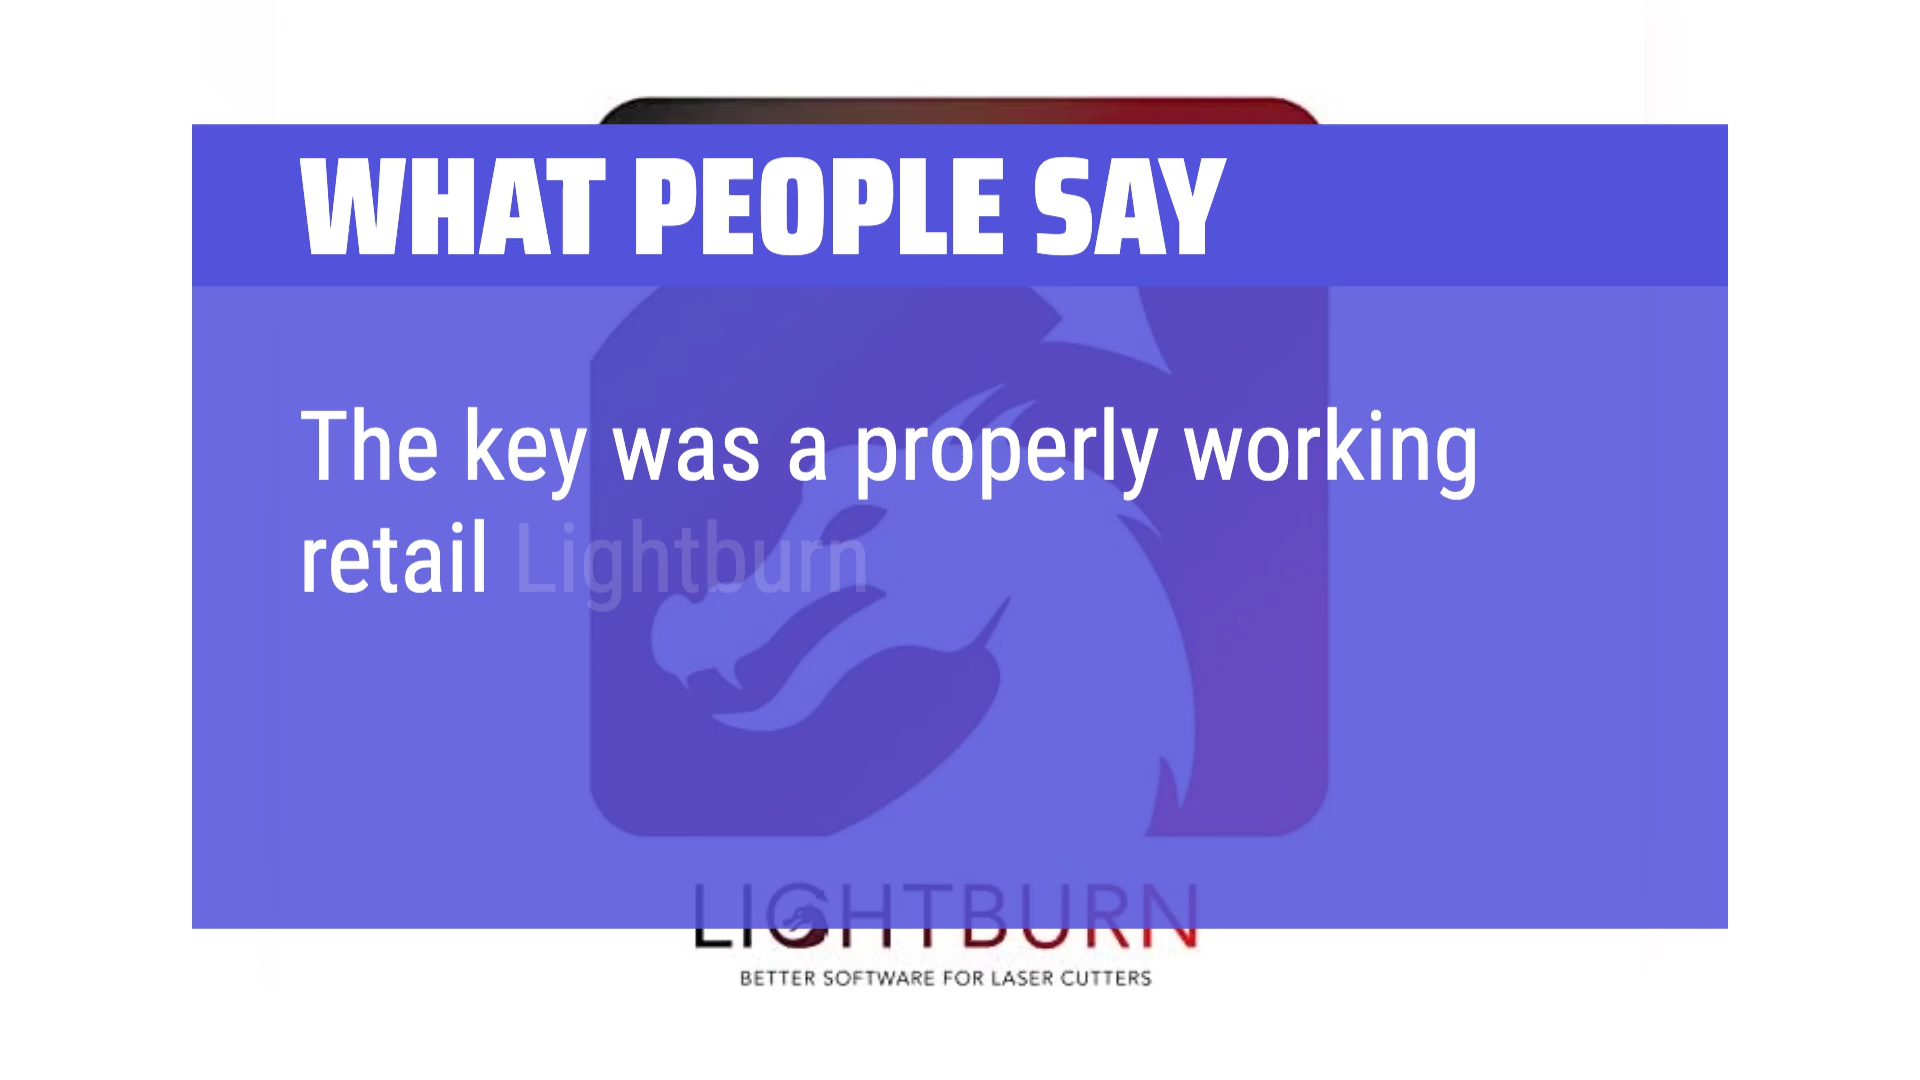 WHAT PEOPLE SAY
The key was a properly working
retail Lightburn
LIGHTBURN
BETTER SOFTWARE FOR LASER CUTTERS